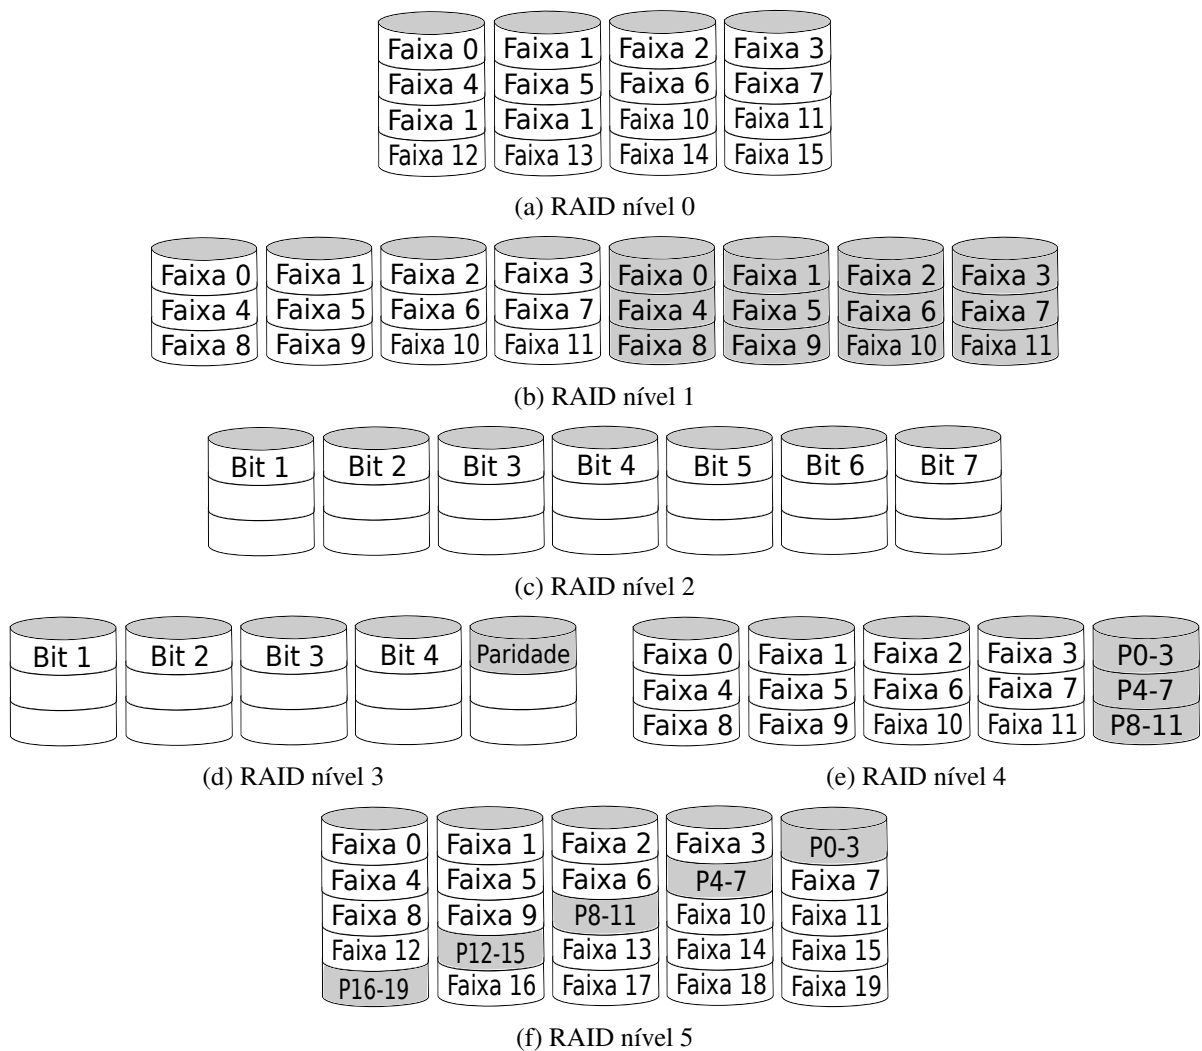 Faixa 0 Faixa 1 Faixa 2 Faixa 3
Faixa 4 Faixa 5 Faixa 6 Faixa 7
Faixa 1 Faixa 1 Faixa 10 Faixa 11
Faixa 12 Faixa 13 Faixa 14 Faixa 15
(a) RAID nível 0
Faixa 0 Faixa 1 Faixa 2 Faixa 3 Faixa 0 Faixa 1 Faixa 2 Faixa 3
Faixa 4 Faixa 5 Faixa 6 Faixa 7 Faixa 4 Faixa 5 Faixa 6 Faixa 7
Faixa 8 Faixa 9 Faixa 10 Faixa 11 Faixa 8 Faixa 9 Faixa 10 Faixa 11
(b) RAID nível 1
Bit 1 Bit 2 Bit 3 Bit 4 Bit 5 Bit 6 Bit 7
(c) RAID nível 2
Bit 1 Bit 2 Bit 3 Bit 4 Paridade
(d) RAID nível 3
Faixa 0 Faixa 1 Faixa 2 Faixa 3 P0-3
Faixa 4 Faixa 5 Faixa 6 Faixa 7 P4-7
Faixa 8 Faixa 9 Faixa 10 Faixa 11 P8-11
(e) RAID nível 4
Faixa 0 Faixa 1 Faixa 2 Faixa 3 P0-3
Faixa 4 Faixa 5 Faixa 6 P4-7 Faixa 7
Faixa 8 Faixa 9 P8-11 Faixa 10 Faixa 11
Faixa 12 P12-15 Faixa 13 Faixa 14 Faixa 15
P16-19 Faixa 16 Faixa 17 Faixa 18 Faixa 19
(f) RAID nível 5